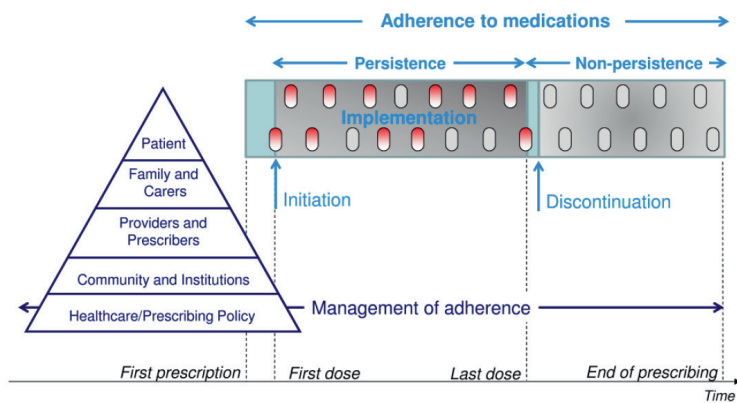 Adherence to medications
Persistence
Non-persistence
Implementation
Initiation
Discontinuation
Patient
Family and
Carers
Providers and
Prescribers
Community and Institutions
Healthcare/Prescribing Policy
Management of adherence
First prescription
First dose
Last dose
End of prescribing
Time